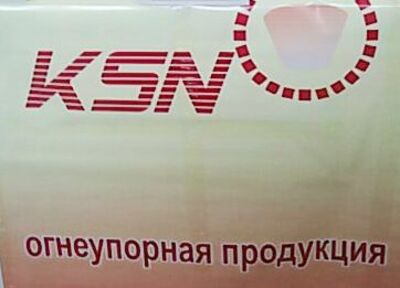 KSN
огнеупорная продукция